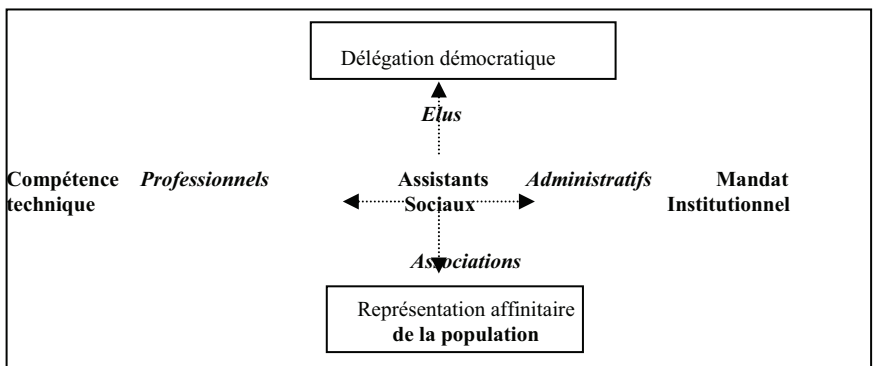 Délégation démocratique
Elus
Compétence Professionnels Assistants Administratifs Mandat
technique Sociaux Institutionnel
Associations
Représentation affinitaire
de la population